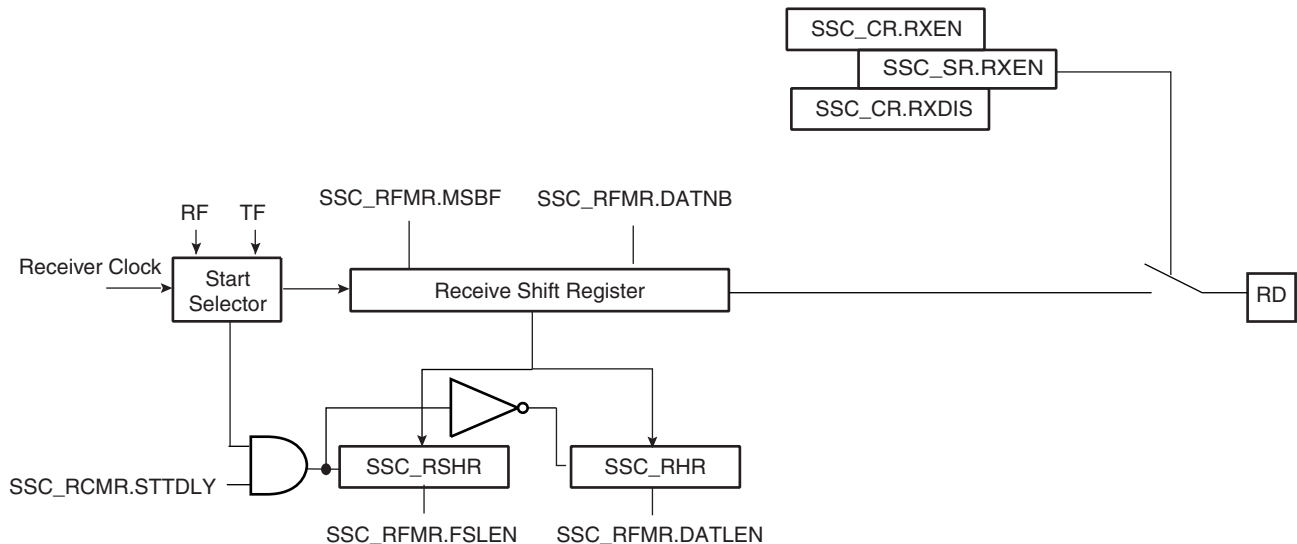 SSC_CR.RXEN
SSC_SR.RXEN
SSC_CR.RXDIS
SSC_RFMR.MSBF
SSC_RFMR.DATNB
RF
TF
Receiver Clock
Start
Selector
Receive Shift Register
RD
SSC_RSHR
SSC_RHR
SSC_RCMR.STTDLY
SSC_RFMR.FSLEN
SSC_RFMR.DATLEN